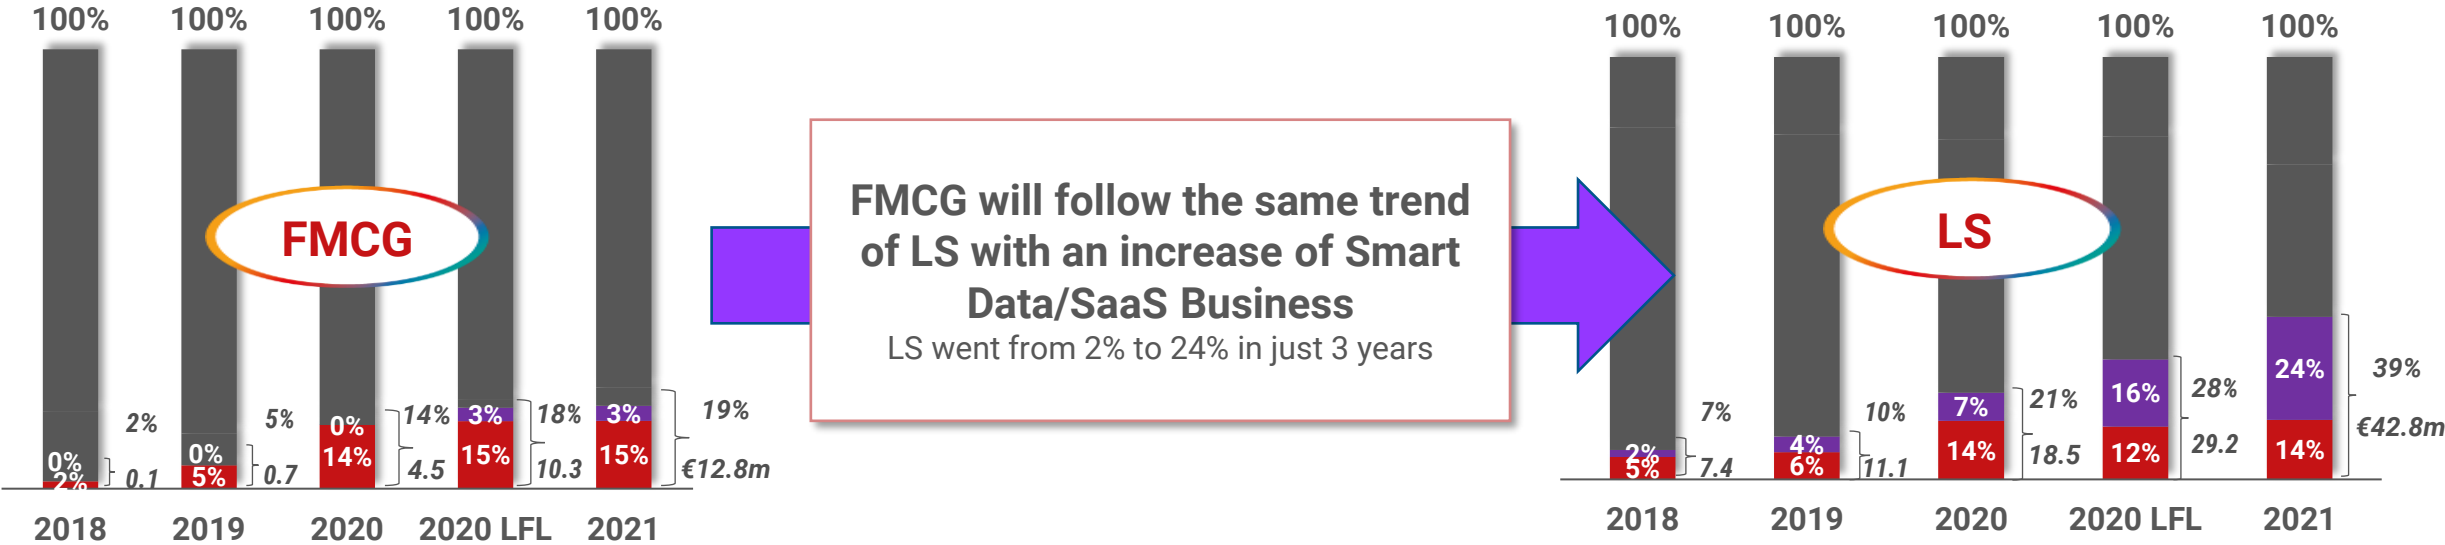 100% 100% 100% 100% 100%
FMCG
2% 5% 14% 18% 19%
0% 0% 0% 3% 3%
2% 5% 14% 15% 15%
0.1 0.7 4.5 10.3 €12.8m
2018 2019 2020 2020 LFL 2021
FMCG will follow the same trend
of LS with an increase of Smart
Data/SaaS Business
LS went from 2% to 24% in just 3 years
100% 100% 100% 100% 100%
LS
7% 10% 21% 28% 39%
2% 4% 7% 16% 24%
5% 6% 14% 12% 14%
7.4 11.1 18.5 29.2 €42.8m
2018 2019 2020 2020 LFL 2021